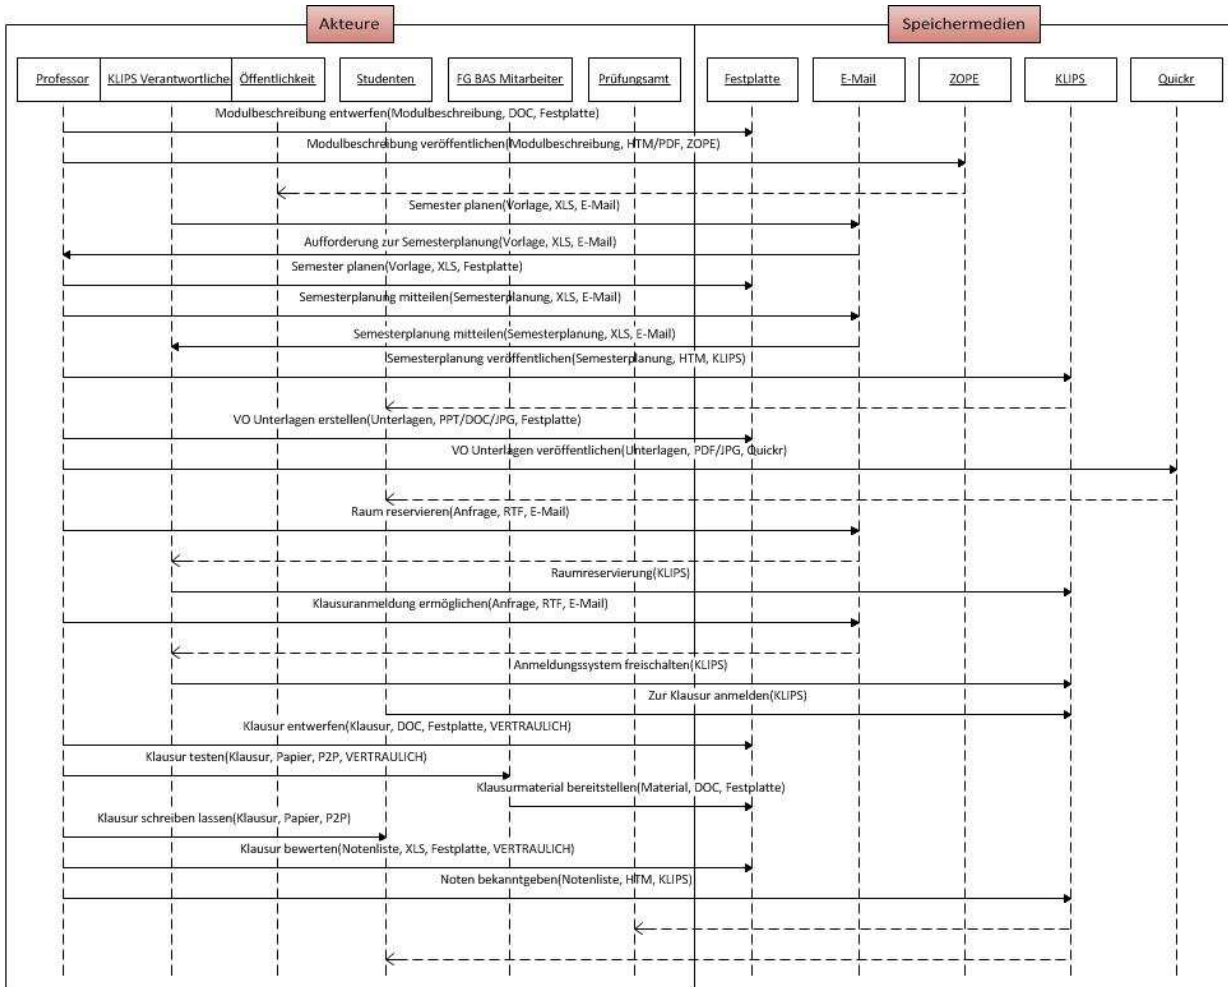 Akteure
Speichermedien
Professor
KLIPS Verantwortlicher
Öffentlichkeit
Studenten
FG BAS Mitarbeiter
Prüfungsamt
Festplatte
E-Mail
ZOPE
KLIPS
Quickr
Modulbeschreibung entwerfen(Modulbeschreibung, DOC, Festplatte)
Modulbeschreibung veröffentlichen(Modulbeschreibung, HTM/PDF, ZOPE)
Semester planen(Vorlage, XLS, E-Mail)
Aufforderung zur Semesterplanung(Vorlage, XLS, E-Mail)
Semester planen(Vorlage, XLS, Festplatte)
Semesterplanung mitteilen(Semesterplanung, XLS, E-Mail)
Semesterplanung mitteilen(Semesterplanung, XLS, E-Mail)
Semesterplanung veröffentlichen(Semesterplanung, HTM, KLIPS)
VO Unterlagen erstellen(Unterlagen, PPT/DOC/JPG, Festplatte)
VO Unterlagen veröffentlichen(Unterlagen, PDF/JPG, Quickr)
Raum reservieren(Anfrage, RTF, E-Mail)
Raumreservierung(KLIPS)
Klausuranmeldung ermöglichen(Anfrage, RTF, E-Mail)
Anmeldungssystem freischalten(KLIPS)
Zur Klausur anmelden(KLIPS)
Klausur entwerfen(Klausur, DOC, Festplatte, VERTRAULICH)
Klausur testen(Klausur, Papier, P2P, VERTRAULICH)
Klausurmaterial bereitstellen(Material, DOC, Festplatte)
Klausur schreiben lassen(Klausur, Papier, P2P)
Klausur bewerten(Notenliste, XLS, Festplatte, VERTRAULICH)
Noten bekanntgeben(Notenliste, HTM, KLIPS)